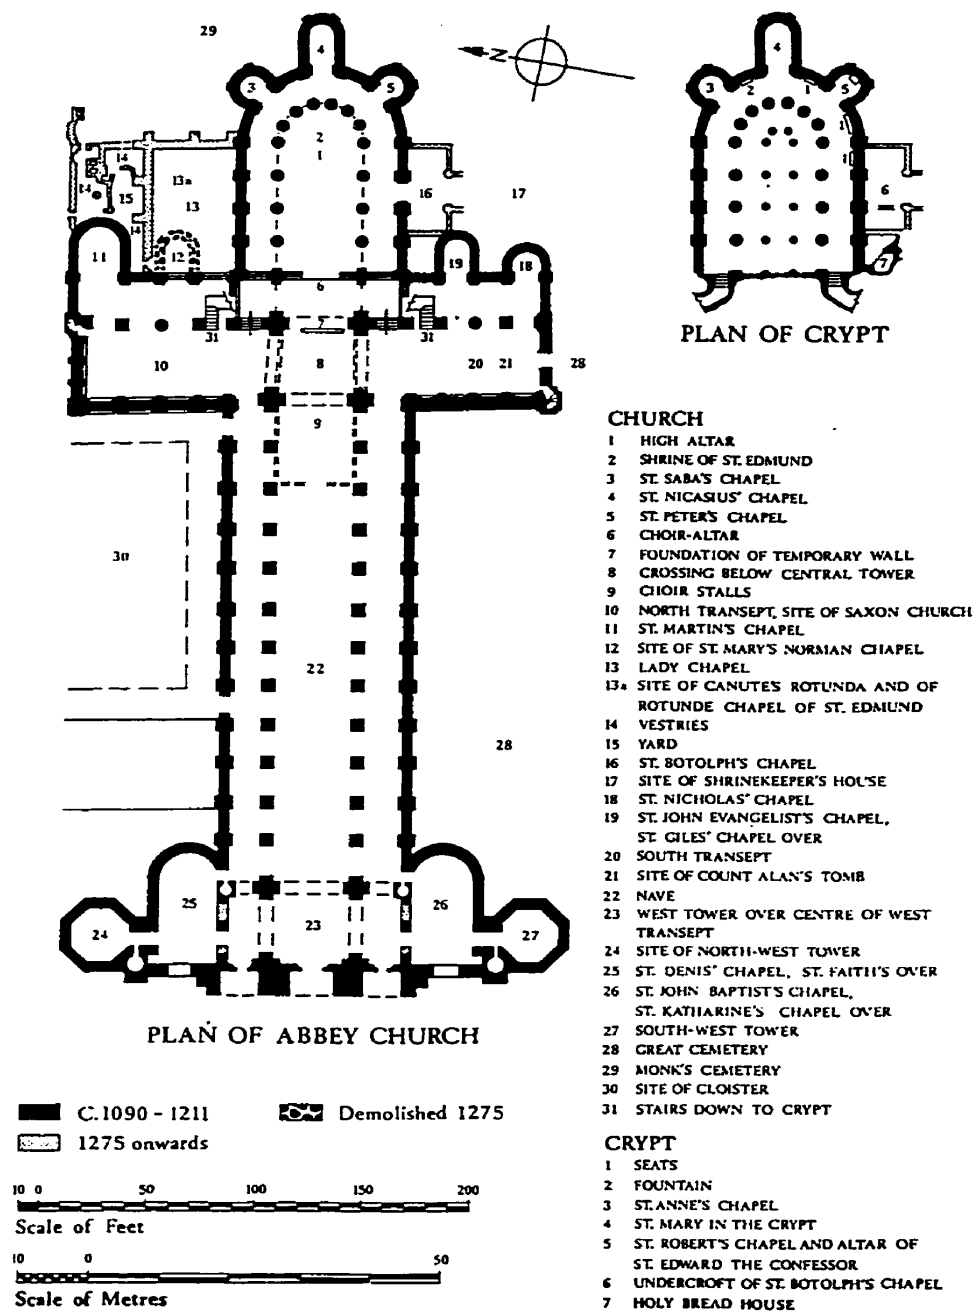 29
4
N
3
5
2
1
14
14
15
14
13a
13
16
17
11
12
19
18
6
31
7
31
10
8
20
21
28
9
30
22
28
25
26
24
23
27
PLAN OF ABBEY CHURCH
4
3
2
1
5
1
1
6
7
PLAN OF CRYPT
C.1090 - 1211
Demolished 1275
1275 onwards
10 0 50 100 150 200
Scale of Feet
10 0 50
Scale of Metres
CHURCH
1 HIGH ALTAR
2 SHRINE OF ST. EDMUND
3 ST. SABA'S CHAPEL
4 ST. NICASIUS' CHAPEL
5 ST. PETER'S CHAPEL
6 CHOIR-ALTAR
7 FOUNDATION OF TEMPORARY WALL
8 CROSSING BELOW CENTRAL TOWER
9 CHOIR STALLS
10 NORTH TRANSEPT, SITE OF SAXON CHURCH
11 ST. MARTIN'S CHAPEL
12 SITE OF ST. MARY'S NORMAN CHAPEL
13 LADY CHAPEL
13a SITE OF CANUTE'S ROTUNDA AND OF
ROTUNDE CHAPEL OF ST. EDMUND
14 VESTRIES
15 YARD
16 ST. BOTOLPH'S CHAPEL
17 SITE OF SHRINEKEEPER'S HOUSE
18 ST. NICHOLAS' CHAPEL
19 ST. JOHN EVANGELIST'S CHAPEL,
ST. GILES' CHAPEL OVER
20 SOUTH TRANSEPT
21 SITE OF COUNT ALAN'S TOMB
22 NAVE
23 WEST TOWER OVER CENTRE OF WEST
TRANSEPT
24 SITE OF NORTH-WEST TOWER
25 ST. DENIS' CHAPEL, ST. FAITH'S OVER
26 ST. JOHN BAPTIST'S CHAPEL,
ST. KATHARINE'S CHAPEL OVER
27 SOUTH-WEST TOWER
28 GREAT CEMETERY
29 MONK'S CEMETERY
30 SITE OF CLOISTER
31 STAIRS DOWN TO CRYPT
CRYPT
1 SEATS
2 FOUNTAIN
3 ST. ANNE'S CHAPEL
4 ST. MARY IN THE CRYPT
5 ST. ROBERT'S CHAPEL AND ALTAR OF
ST. EDWARD THE CONFESSOR
6 UNDERCROFT OF ST. BOTOLPH'S CHAPEL
7 HOLY BREAD HOUSE